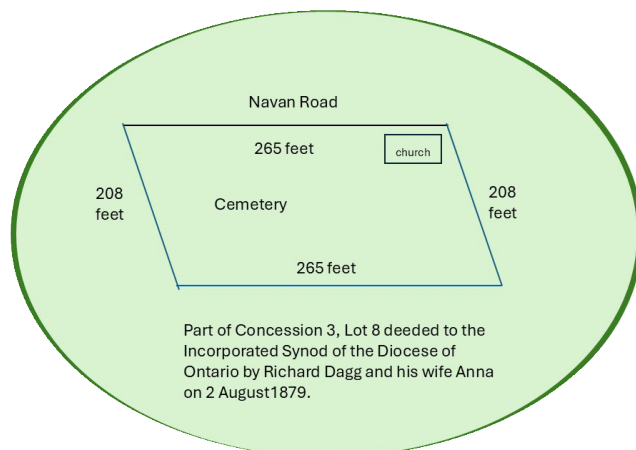 Navan Road
265 feet
church
208
feet
208
feet
Cemetery
265 feet
Part of Concession 3, Lot 8 deeded to the
Incorporated Synod of the Diocese of
Ontario by Richard Dagg and his wife Anna
on 2 August1879.